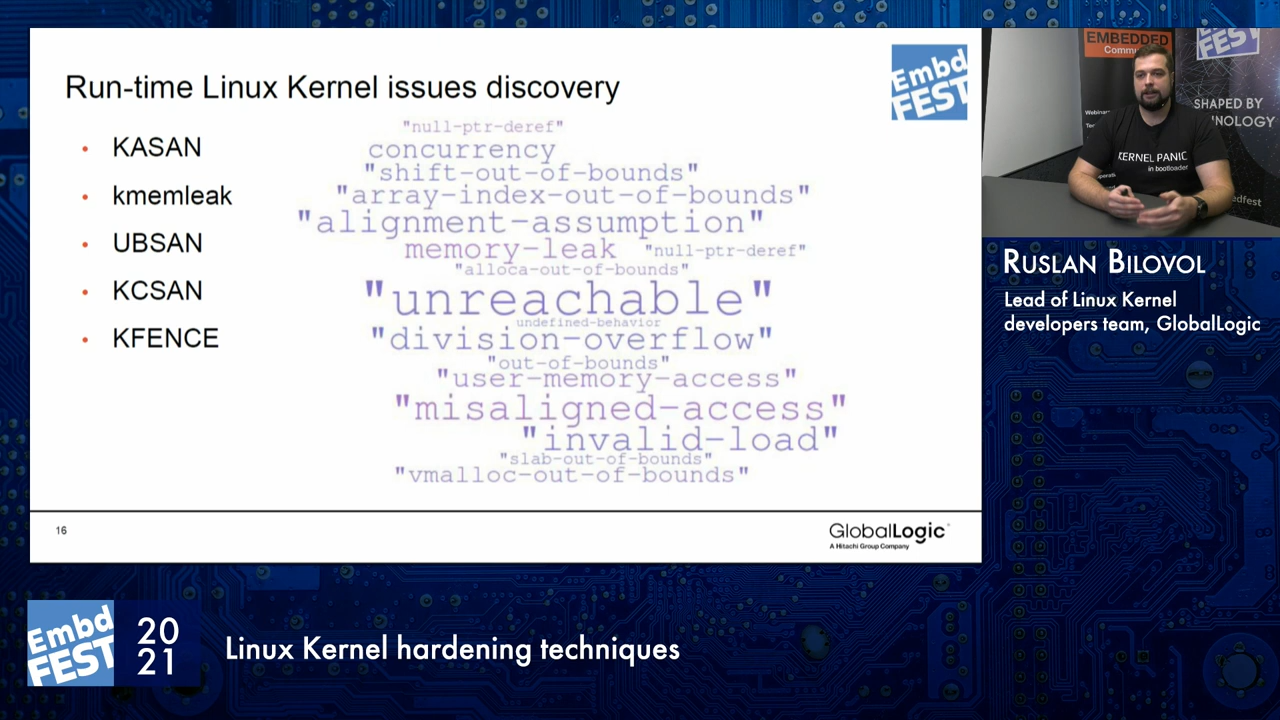 Run-time Linux Kernel issues discovery
Embd
FEST
• KASAN
• kmemleak
• UBSAN
• KCSAN
• KFENCE
"null-ptr-deref"
concurrency
"shift-out-of-bounds"
"array-index-out-of-bounds"
"alignment-assumption"
memory-leak "null-ptr-deref"
"alloca-out-of-bounds"
"unreachable"
undefined-behavior
"division-overflow"
"out-of-bounds"
"user-memory-access"
"misaligned-access"
"invalid-load"
"slab-out-of-bounds"
"vmalloc-out-of-bounds"
16
GlobalLogic
A Hitachi Group Company
EMBEDDED
FEST
SHAPED BY
KERNEL PANIC
in bootloader
RUSLAN BILOVOL
Lead of Linux Kernel
developers team, GlobalLogic
Embd
FEST
20
21
Linux Kernel hardening techniques